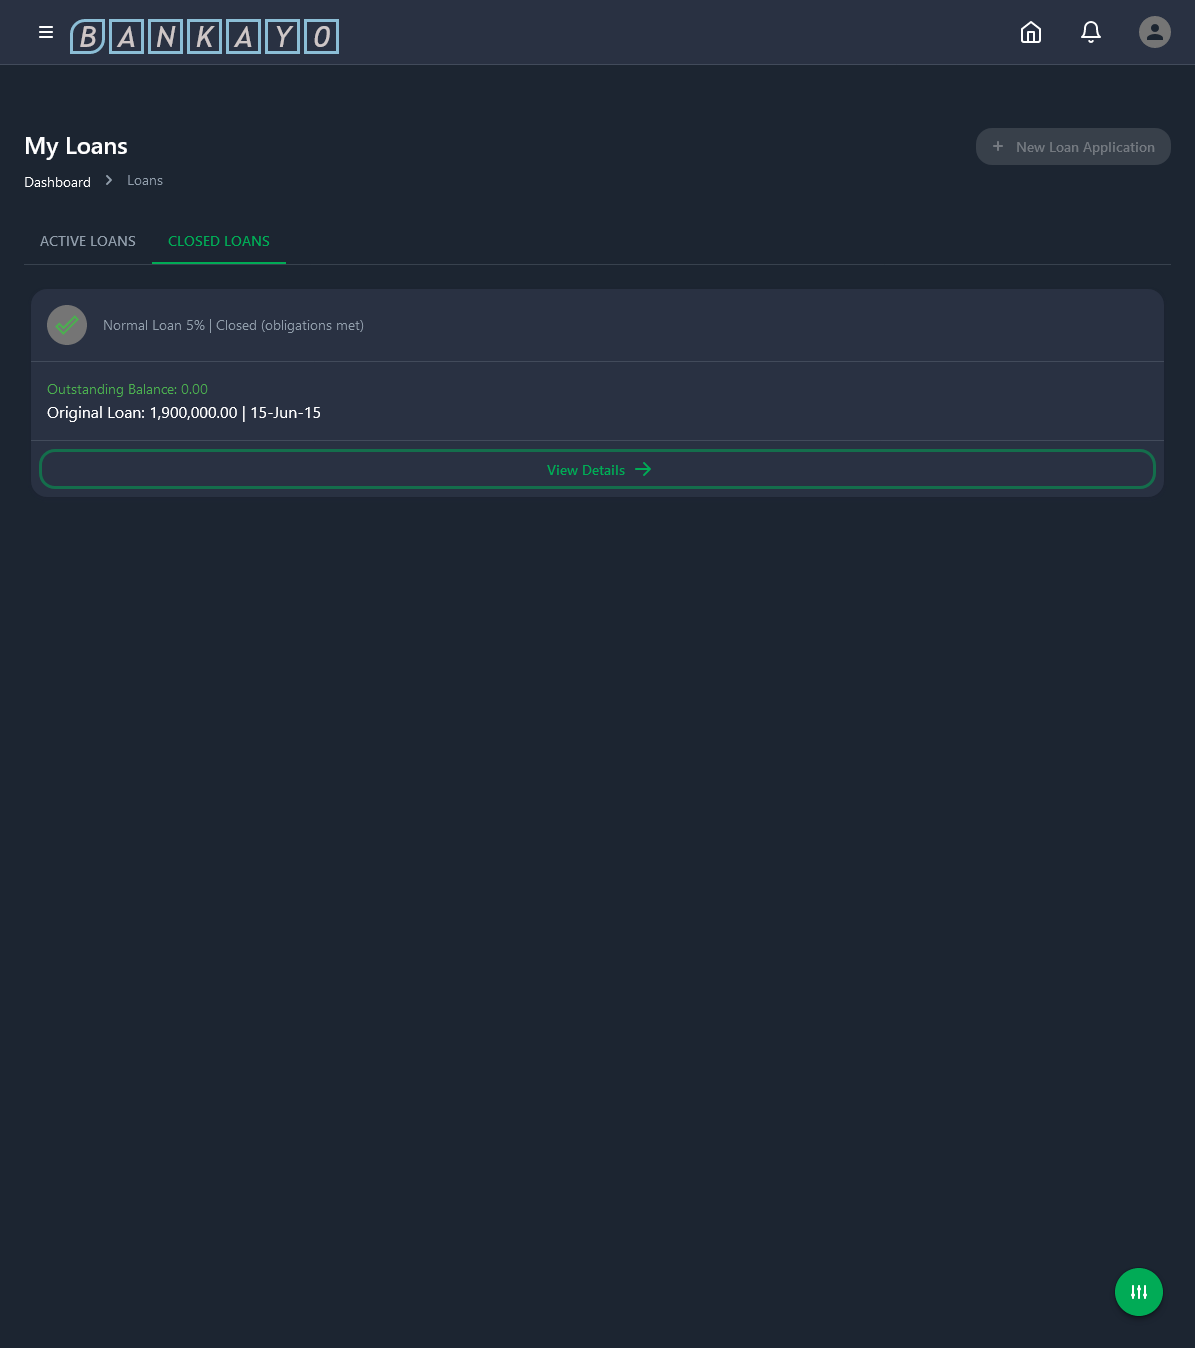 BANKAYO
My Loans
+ New Loan Application
Dashboard > Loans
ACTIVE LOANS CLOSED LOANS
Normal Loan 5% | Closed (obligations met)
Outstanding Balance: 0.00
Original Loan: 1,900,000.00 | 15-Jun-15
View Details →